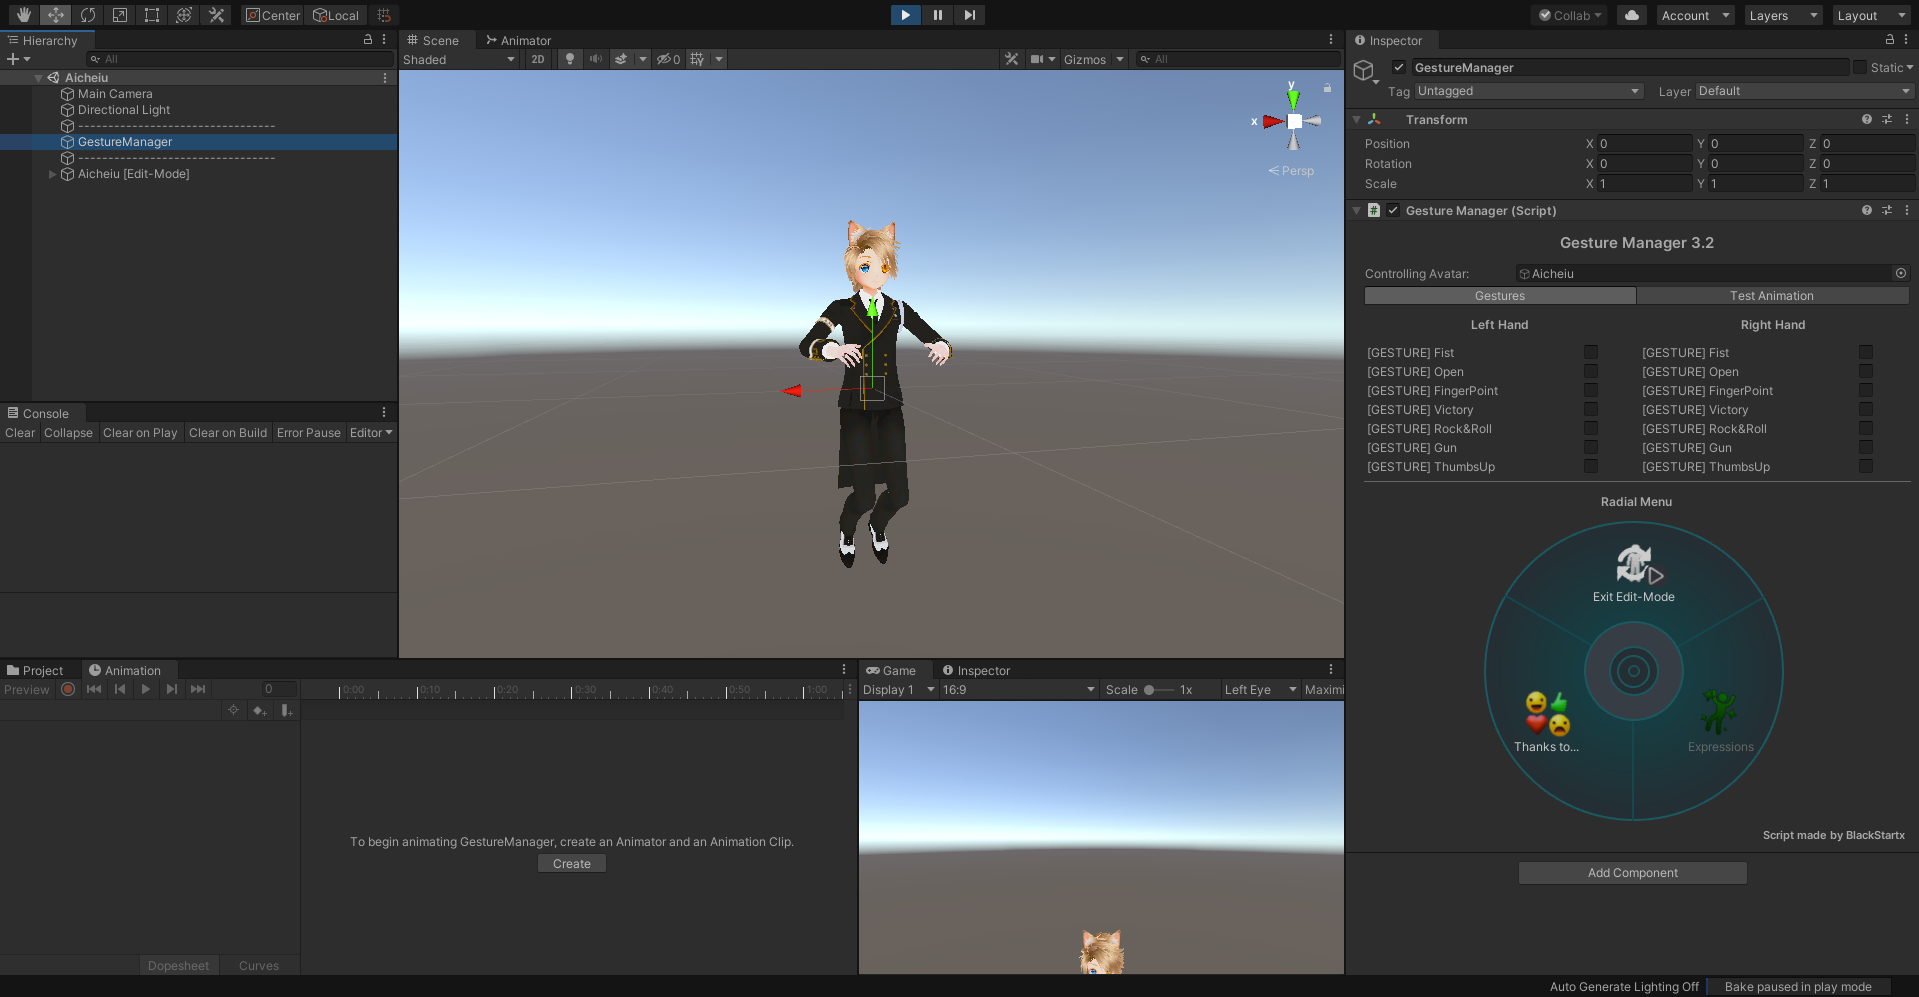 Center
Local
Collab
Account
Layers
Layout
Hierarchy
All
Aicheiu
Main Camera
Directional Light
---------------------------------
GestureManager
---------------------------------
Aicheiu [Edit-Mode]
Console
Clear
Collapse
Clear on Play
Clear on Build
Error Pause
Editor
Scene
Animator
Shaded
2D
0
Gizmos
All
y
x
Persp
Project
Animation
Preview
0
0:00
0:10
0:20
0:30
0:40
0:50
1:00
To begin animating GestureManager, create an Animator and an Animation Clip.
Create
Dopesheet
Curves
Game
Inspector
Display 1
16:9
Scale
1x
Left Eye
Maximi
Inspector
GestureManager
Static
Tag Untagged
Layer Default
Transform
Position X 0 Y 0 Z 0
Rotation X 0 Y 0 Z 0
Scale X 1 Y 1 Z 1
# Gesture Manager (Script)
Gesture Manager 3.2
Controlling Avatar: Aicheiu
Gestures
Test Animation
Left Hand
Right Hand
[GESTURE] Fist
[GESTURE] Fist
[GESTURE] Open
[GESTURE] Open
[GESTURE] FingerPoint
[GESTURE] FingerPoint
[GESTURE] Victory
[GESTURE] Victory
[GESTURE] Rock&Roll
[GESTURE] Rock&Roll
[GESTURE] Gun
[GESTURE] Gun
[GESTURE] ThumbsUp
[GESTURE] ThumbsUp
Radial Menu
Exit Edit-Mode
Thanks to...
Expressions
Script made by BlackStartx
Add Component
Auto Generate Lighting Off
Bake paused in play mode